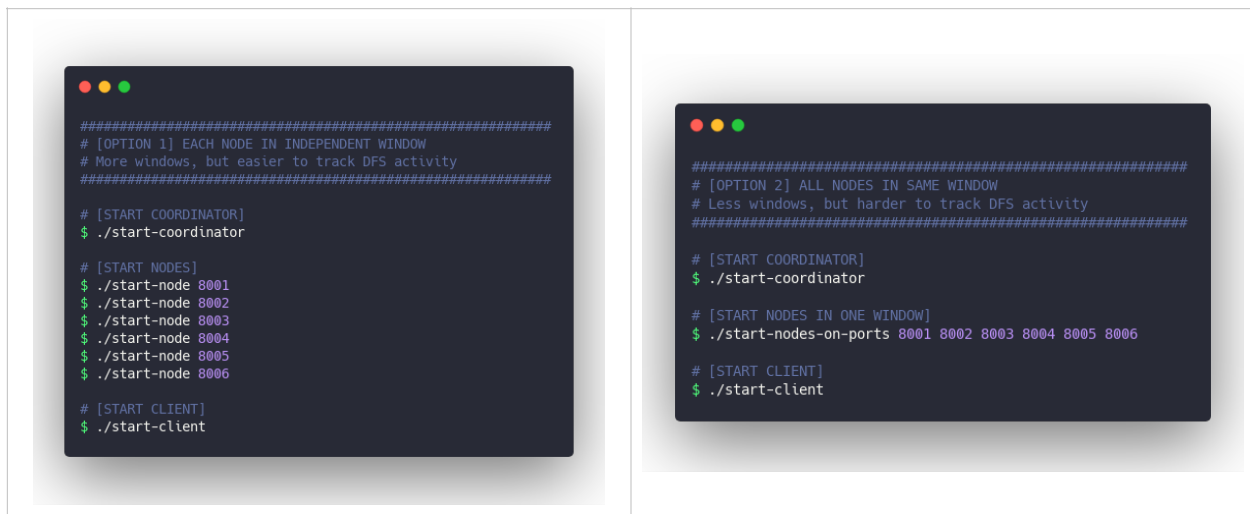 ############################################################
# [OPTION 1] EACH NODE IN INDEPENDENT WINDOW
# More windows, but easier to track DFS activity
############################################################
# [START COORDINATOR]
$ ./start-coordinator
# [START NODES]
$ ./start-node 8001
$ ./start-node 8002
$ ./start-node 8003
$ ./start-node 8004
$ ./start-node 8005
$ ./start-node 8006
# [START CLIENT]
$ ./start-client
############################################################
# [OPTION 2] ALL NODES IN SAME WINDOW
# Less windows, but harder to track DFS activity
############################################################
# [START COORDINATOR]
$ ./start-coordinator
# [START NODES IN ONE WINDOW]
$ ./start-nodes-on-ports 8001 8002 8003 8004 8005 8006
# [START CLIENT]
$ ./start-client